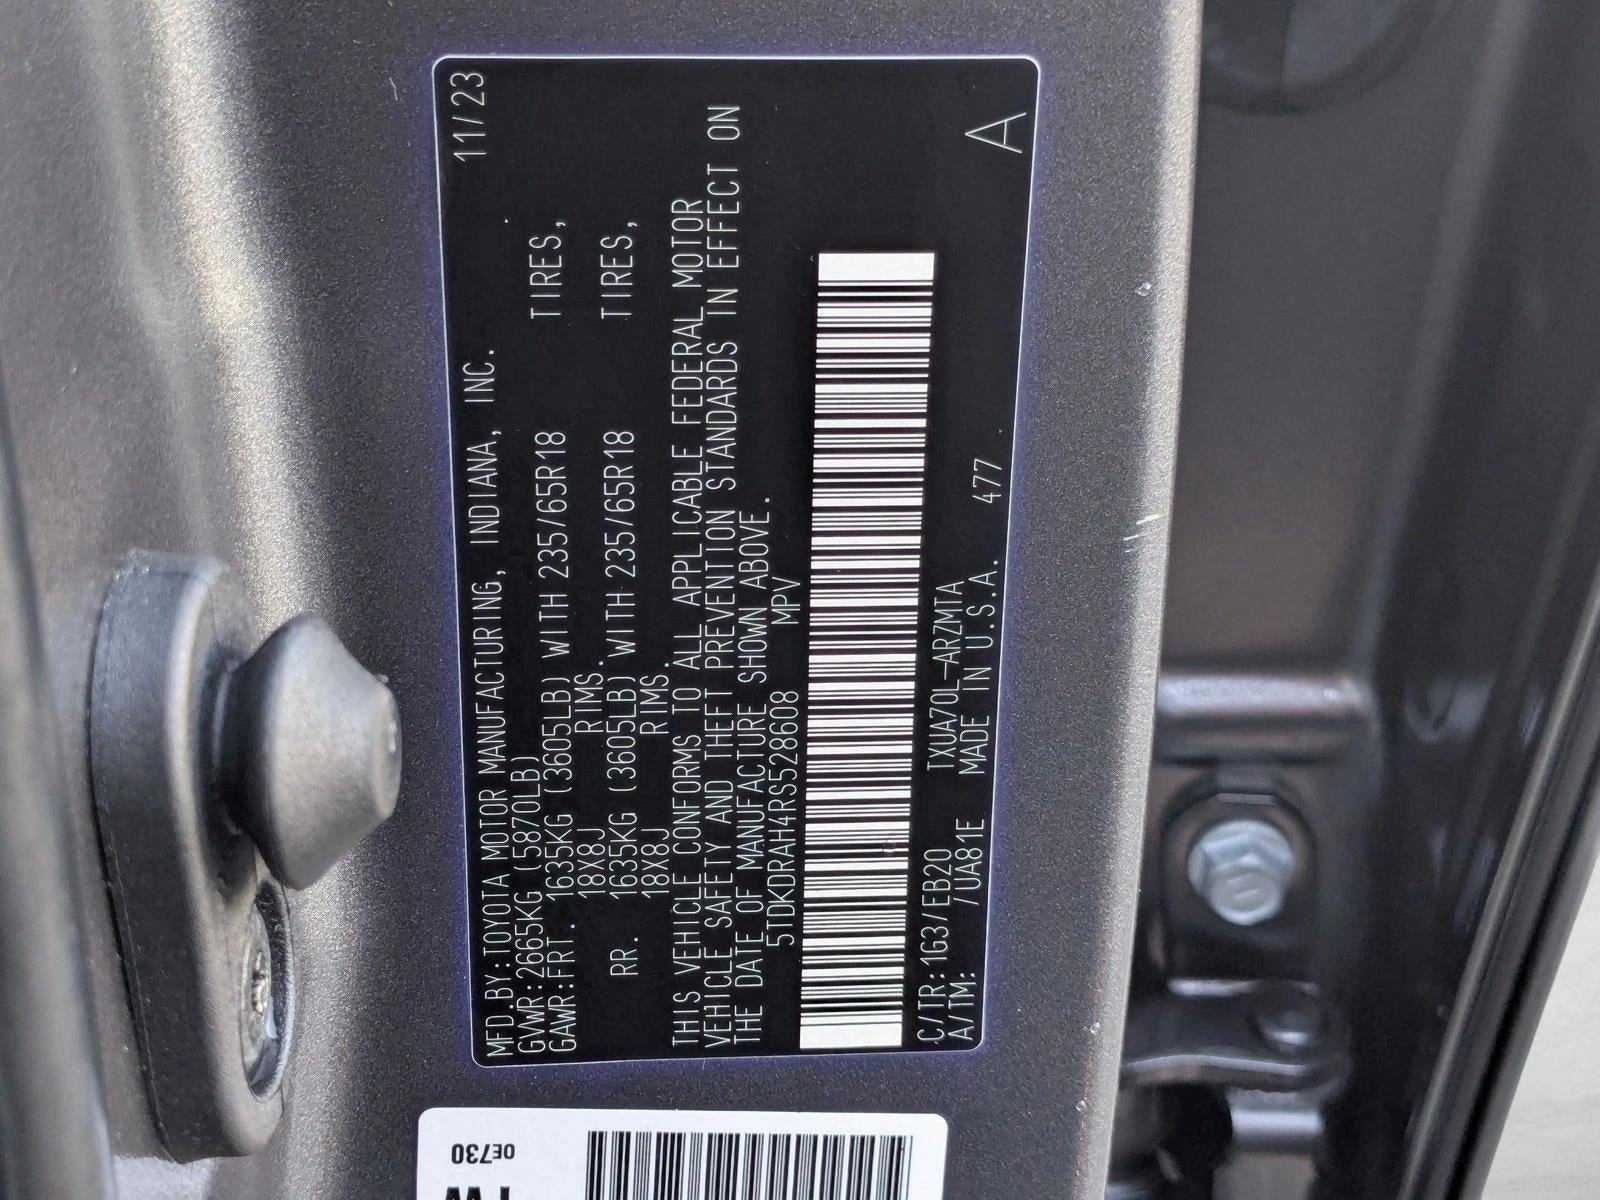 MFD.BY:TOYOTA MOTOR MANUFACTURING, INDIANA, INC. 11/23
GVWR:2665KG (5870LB)
GAWR:FRT. 1635KG (3605LB) WITH 235/65R18 TIRES,
18X8J RIMS.
RR. 1635KG (3605LB) WITH 235/65R18 TIRES,
18X8J RIMS.
THIS VEHICLE CONFORMS TO ALL APPLICABLE FEDERAL MOTOR
VEHICLE SAFETY AND THEFT PREVENTION STANDARDS IN EFFECT ON
THE DATE OF MANUFACTURE SHOWN ABOVE.
5TDKDRAH4RS528608 MPV
C/TR:1G3/EB20 TXUA70L-ARZMTA
A/TM: /UA81E MADE IN U.S.A. 477 A
0E730